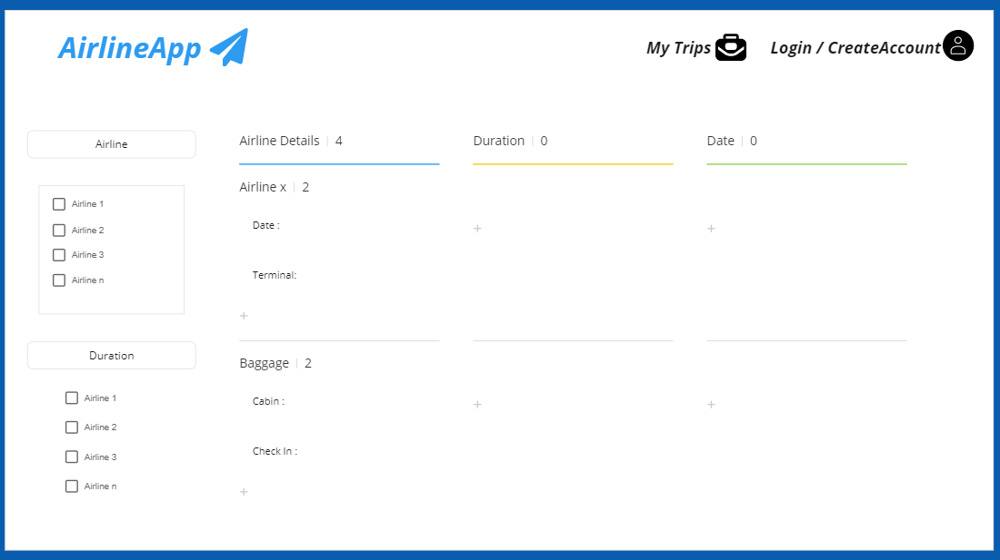 AirlineApp
My Trips
Login / CreateAccount
Airline
Airline 1
Airline 2
Airline 3
Airline n
Duration
Airline 1
Airline 2
Airline 3
Airline n
Airline Details | 4
Duration | 0
Date | 0
Airline x | 2
Date :
Terminal:
+
+
+
Baggage | 2
Cabin :
Check In :
+
+
+